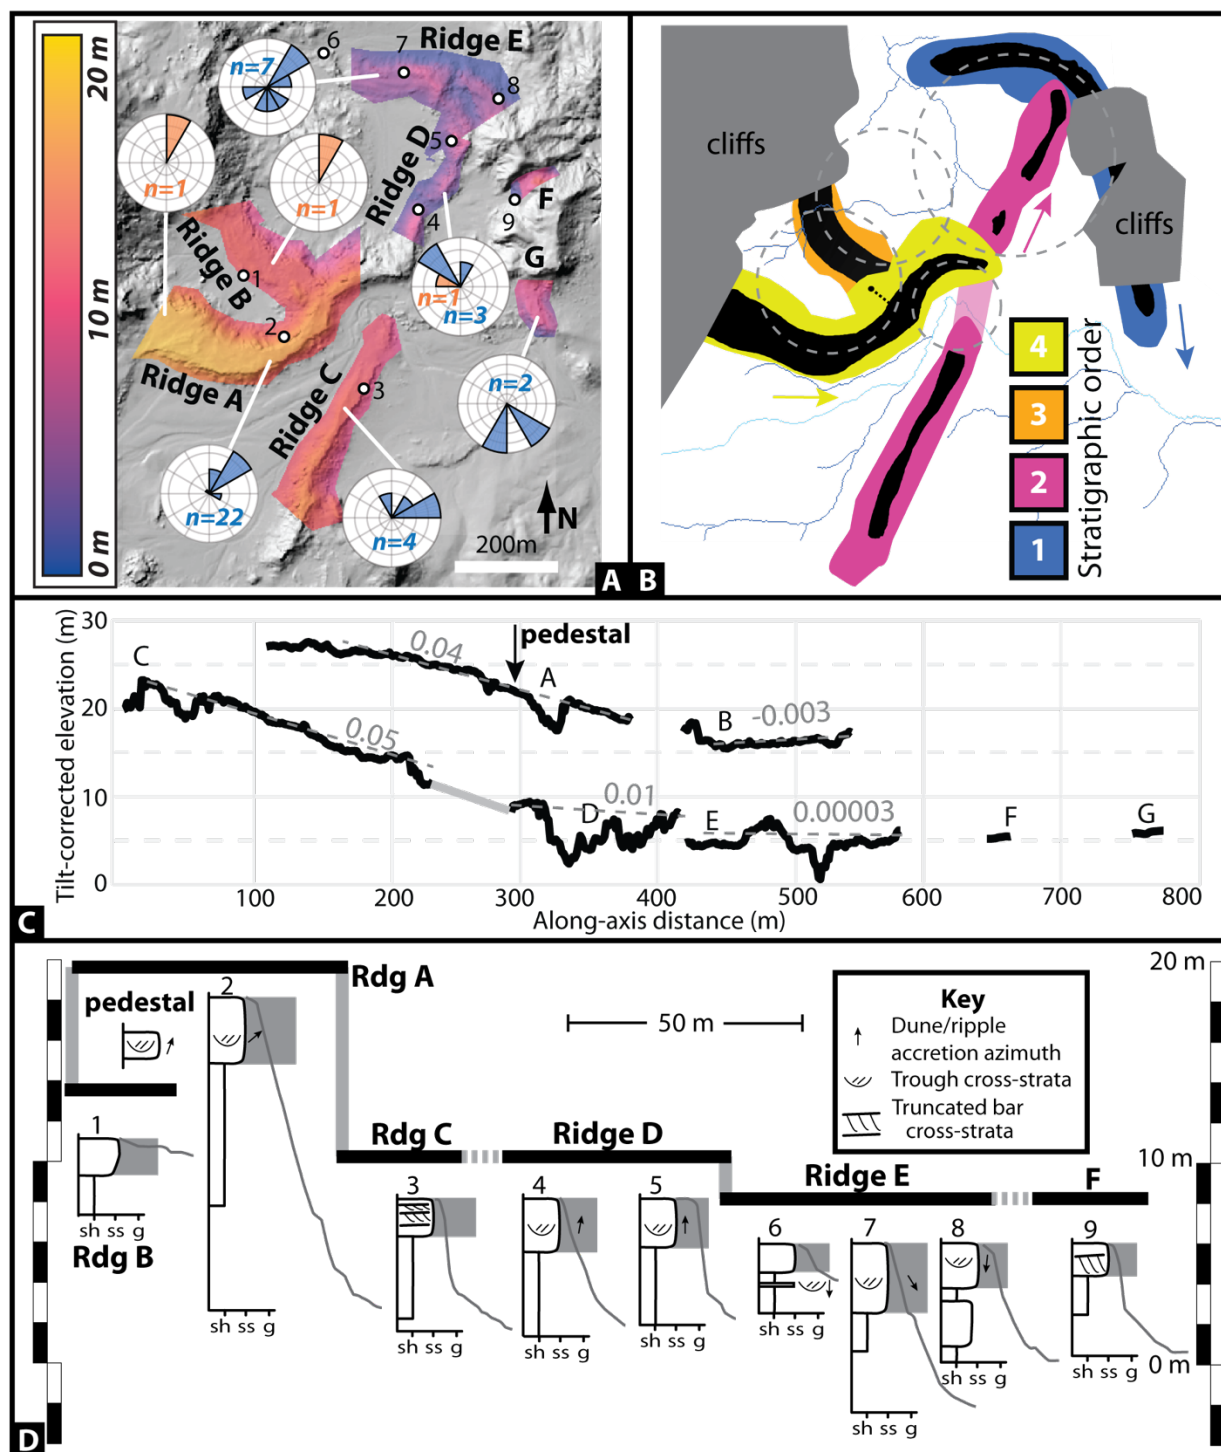 20 m
10 m
0 m
Ridge E
6
7
8
n=7
n=1
n=1
5
Ridge D
F
9
4
Ridge B
1
G
n=1
n=3
2
Ridge A
Ridge C
3
n=2
n=22
n=4
N
200m
A
B
cliffs
cliffs
4
3
2
1
Stratigraphic order
Tilt-corrected elevation (m)
30
20
10
0
C
0.04
pedestal
A
0.05
B
-0.003
D
0.01
E
0.00003
F
G
100
200
300
400
500
600
700
800
Along-axis distance (m)
C
Rdg A
20 m
pedestal
2
50 m
Key
Dune/ripple
accretion azimuth
Trough cross-strata
Truncated bar
cross-strata
1
Rdg C
Ridge D
10 m
Ridge E
F
3
4
5
6
7
8
9
sh ss g
Rdg B
sh ss g
sh ss g
sh ss g
sh ss g
sh ss g
sh ss g
sh ss g
sh ss g
0 m
D